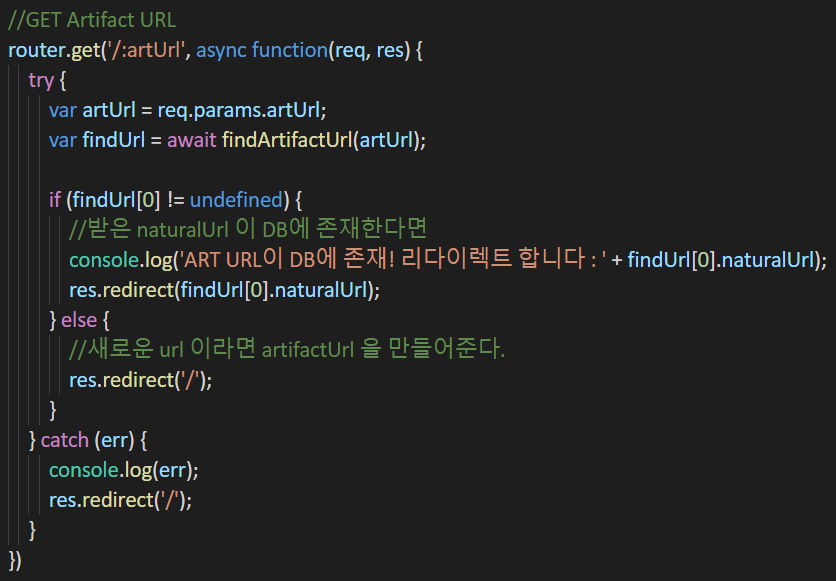 //GET Artifact URL
router.get('/:artUrl', async function(req, res) {
try {
var artUrl = req.params.artUrl;
var findUrl = await findArtifactUrl(artUrl);
if (findUrl[0] != undefined) {
//받은 naturalUrl 이 DB에 존재한다면
console.log('ART URL이 DB에 존재! 리다이렉트 합니다 : ' + findUrl[0].naturalUrl);
res.redirect(findUrl[0].naturalUrl);
} else {
//새로운 url 이라면 artifactUrl 을 만들어준다.
res.redirect('/');
}
} catch (err) {
console.log(err);
res.redirect('/');
}
})